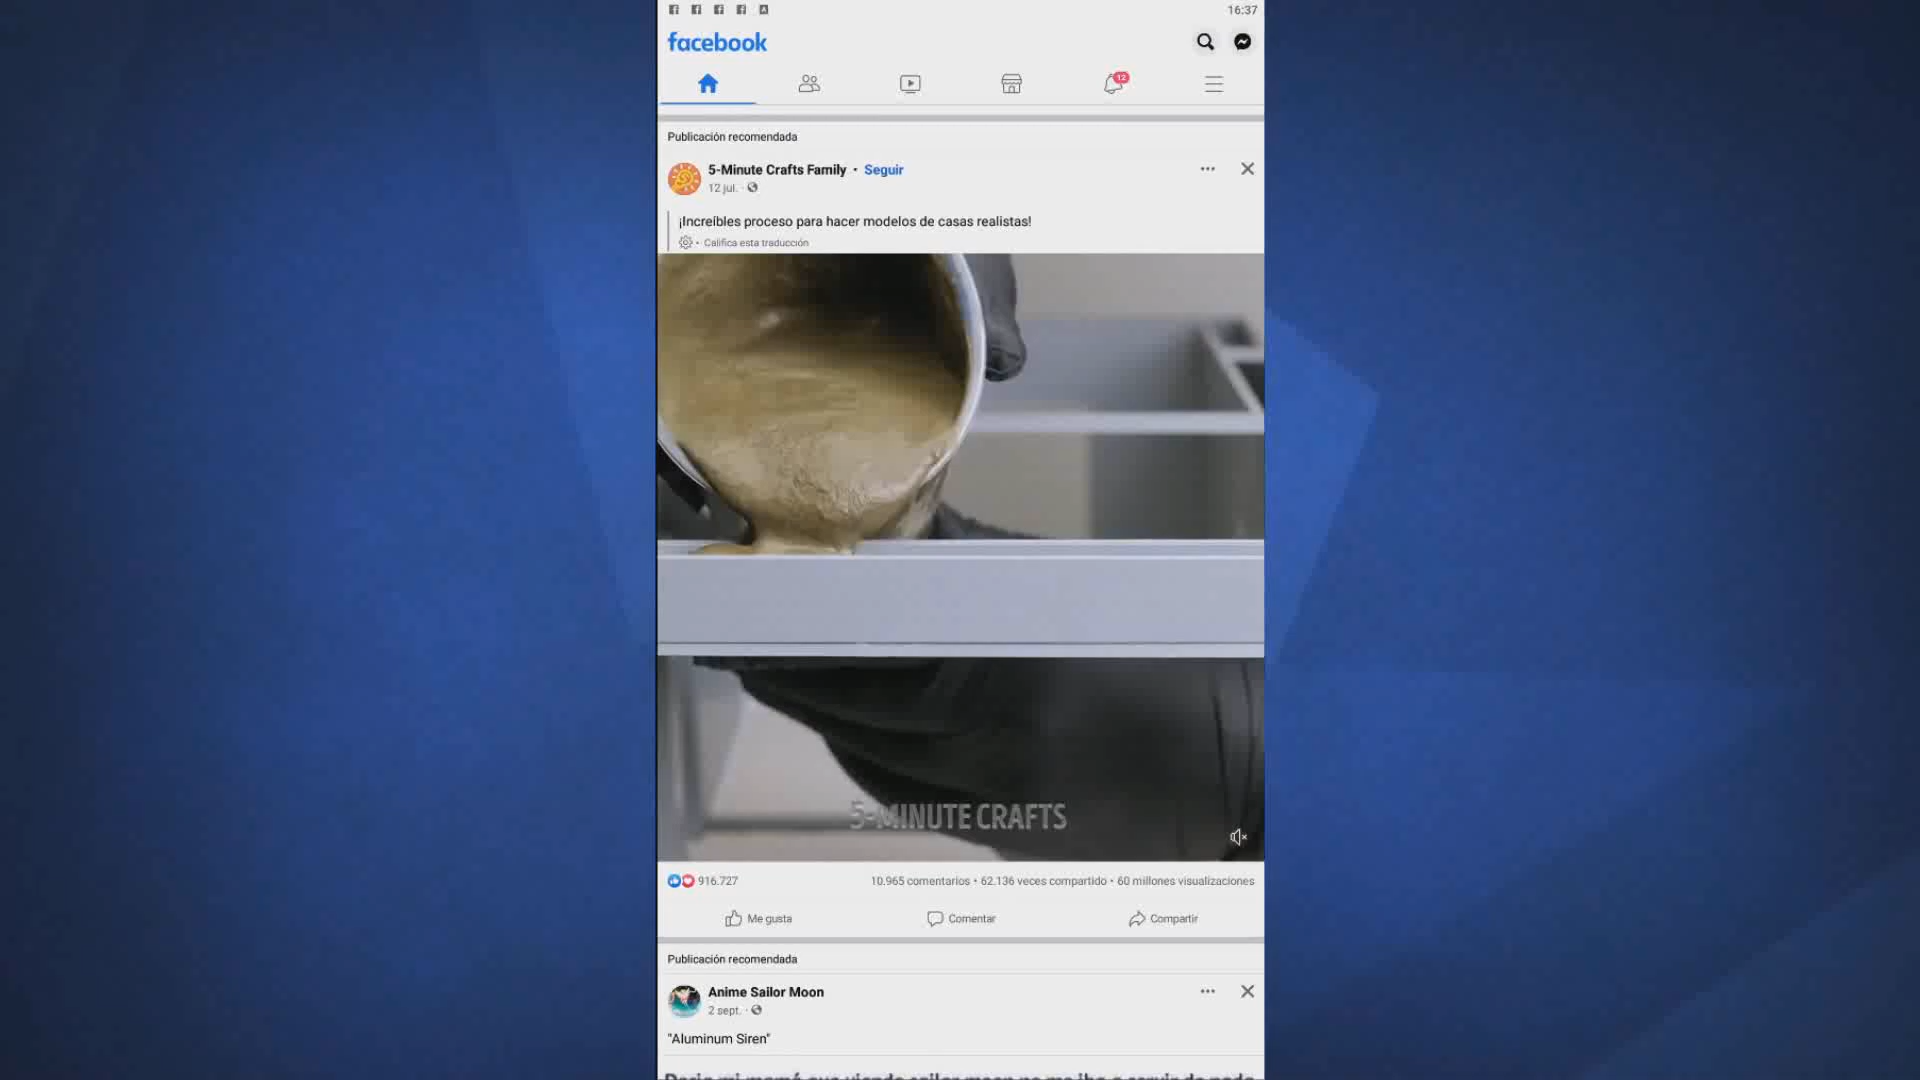 16:37
facebook
12
Publicación recomendada
5-Minute Crafts Family • Seguir
12 jul.
¡Increíbles proceso para hacer modelos de casas realistas!
Califica esta traducción
5-MINUTE CRAFTS
916.727
10.965 comentarios • 62.136 veces compartido • 60 millones visualizaciones
Me gusta
Comentar
Compartir
Publicación recomendada
Anime Sailor Moon
2 sept.
"Aluminum Siren"